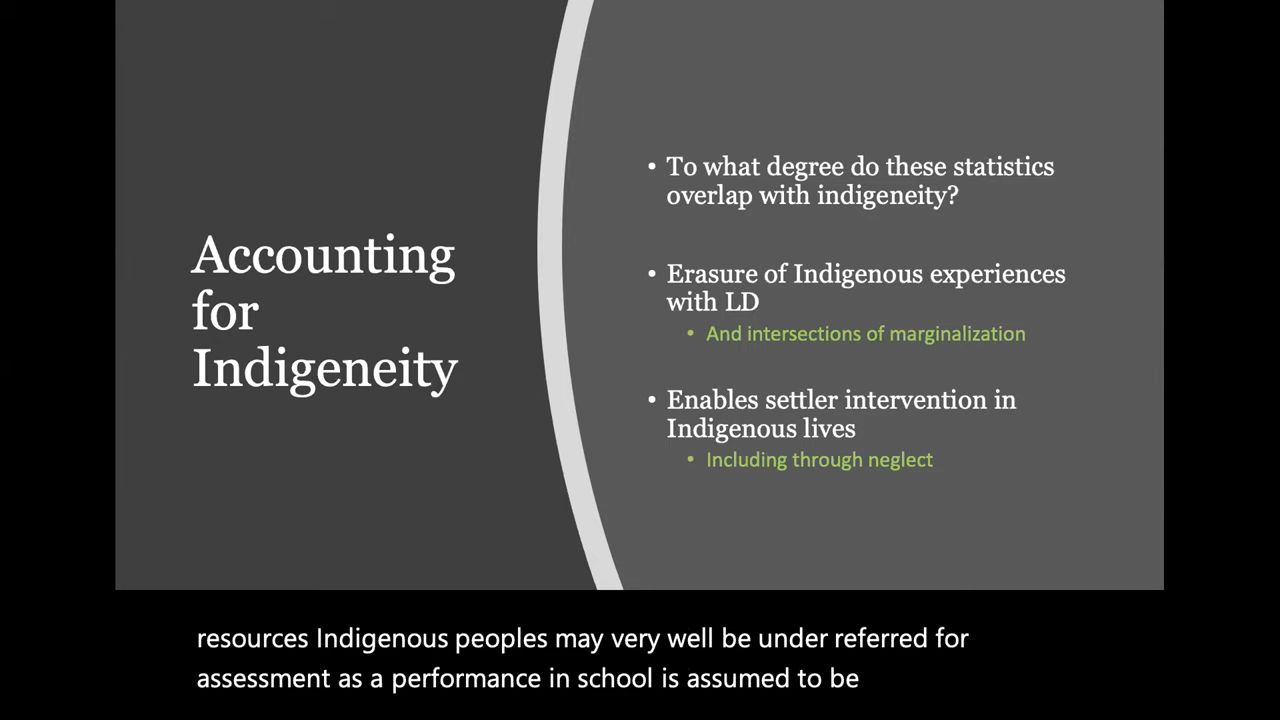 Accounting
for
Indigeneity
• To what degree do these statistics
overlap with indigeneity?
• Erasure of Indigenous experiences
with LD
• And intersections of marginalization
• Enables settler intervention in
Indigenous lives
• Including through neglect
resources Indigenous peoples may very well be under referred for
assessment as a performance in school is assumed to be